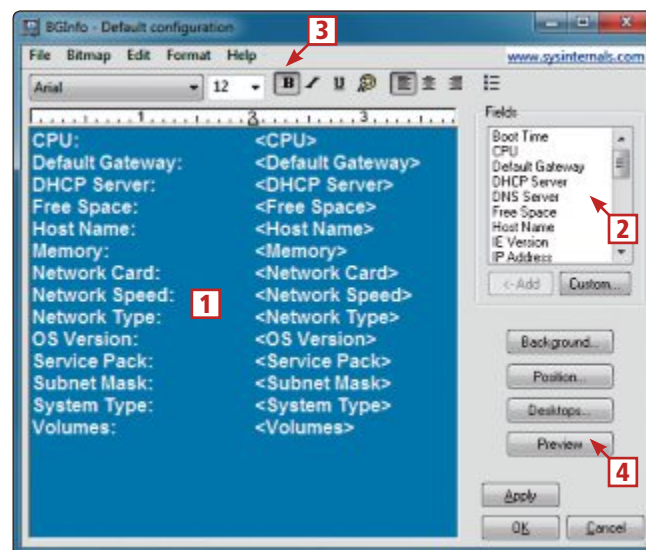 BGInfo - Default configuration
3
File Bitmap Edit Format Help
www.sysinternals.com
Arial 12 B I U
1 2 3
Fields
CPU: <CPU>
Default Gateway: <Default Gateway>
DHCP Server: <DHCP Server>
Free Space: <Free Space>
Host Name: <Host Name>
Memory: <Memory>
Network Card: <Network Card>
Network Speed: <Network Speed>
Network Type: <Network Type>
OS Version: <OS Version>
Service Pack: <Service Pack>
Subnet Mask: <Subnet Mask>
System Type: <System Type>
Volumes: <Volumes>
1
Boot Time
CPU
Default Gateway
DHCP Server
DNS Server
Free Space
Host Name
IE Version
IP Address
2
<-Add Custom...
Background...
Position...
Desktops...
Preview
4
Apply
OK Cancel